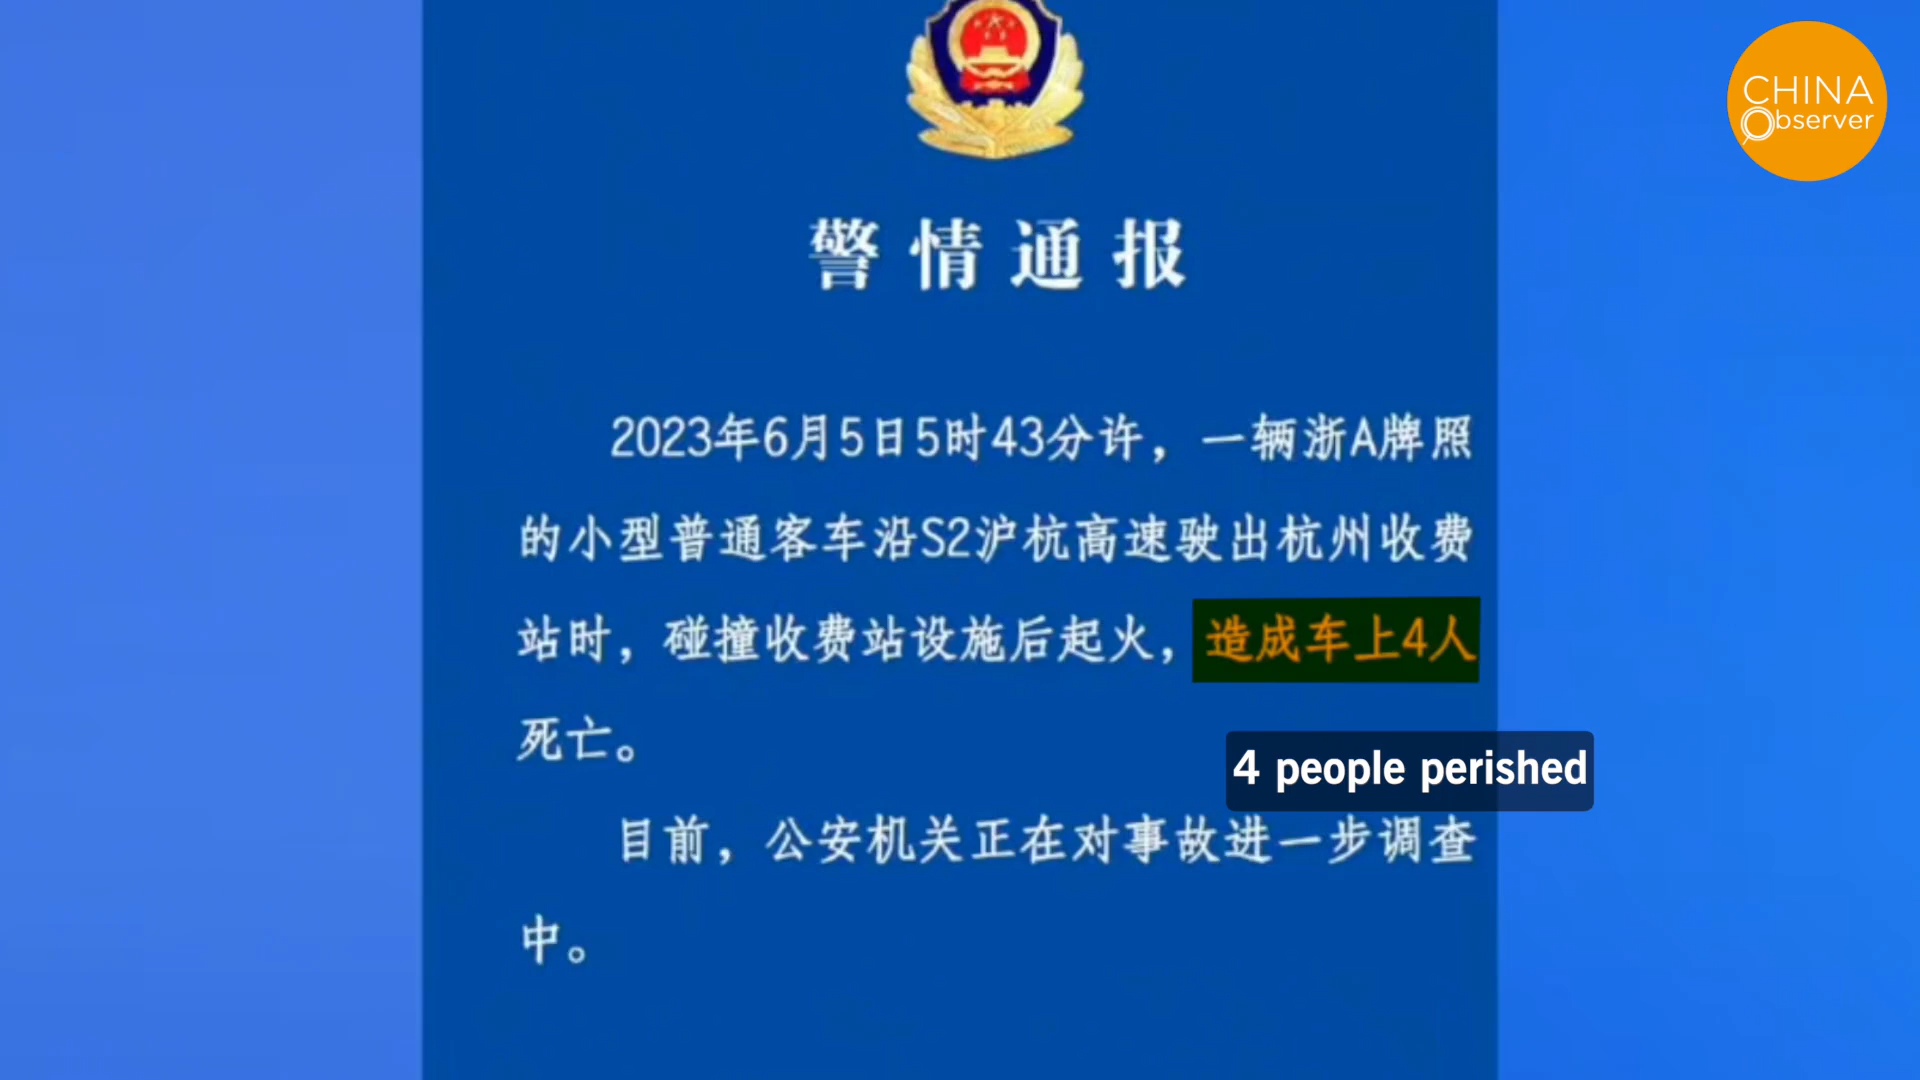 CHINA
Observer
警情通报
2023年6月5日5时43分许，一辆浙A牌照
的小型普通客车沿S2沪杭高速驶出杭州收费
站时，碰撞收费站设施后起火，造成车上4人
死亡。
4 people perished
目前，公安机关正在对事故进一步调查
中。